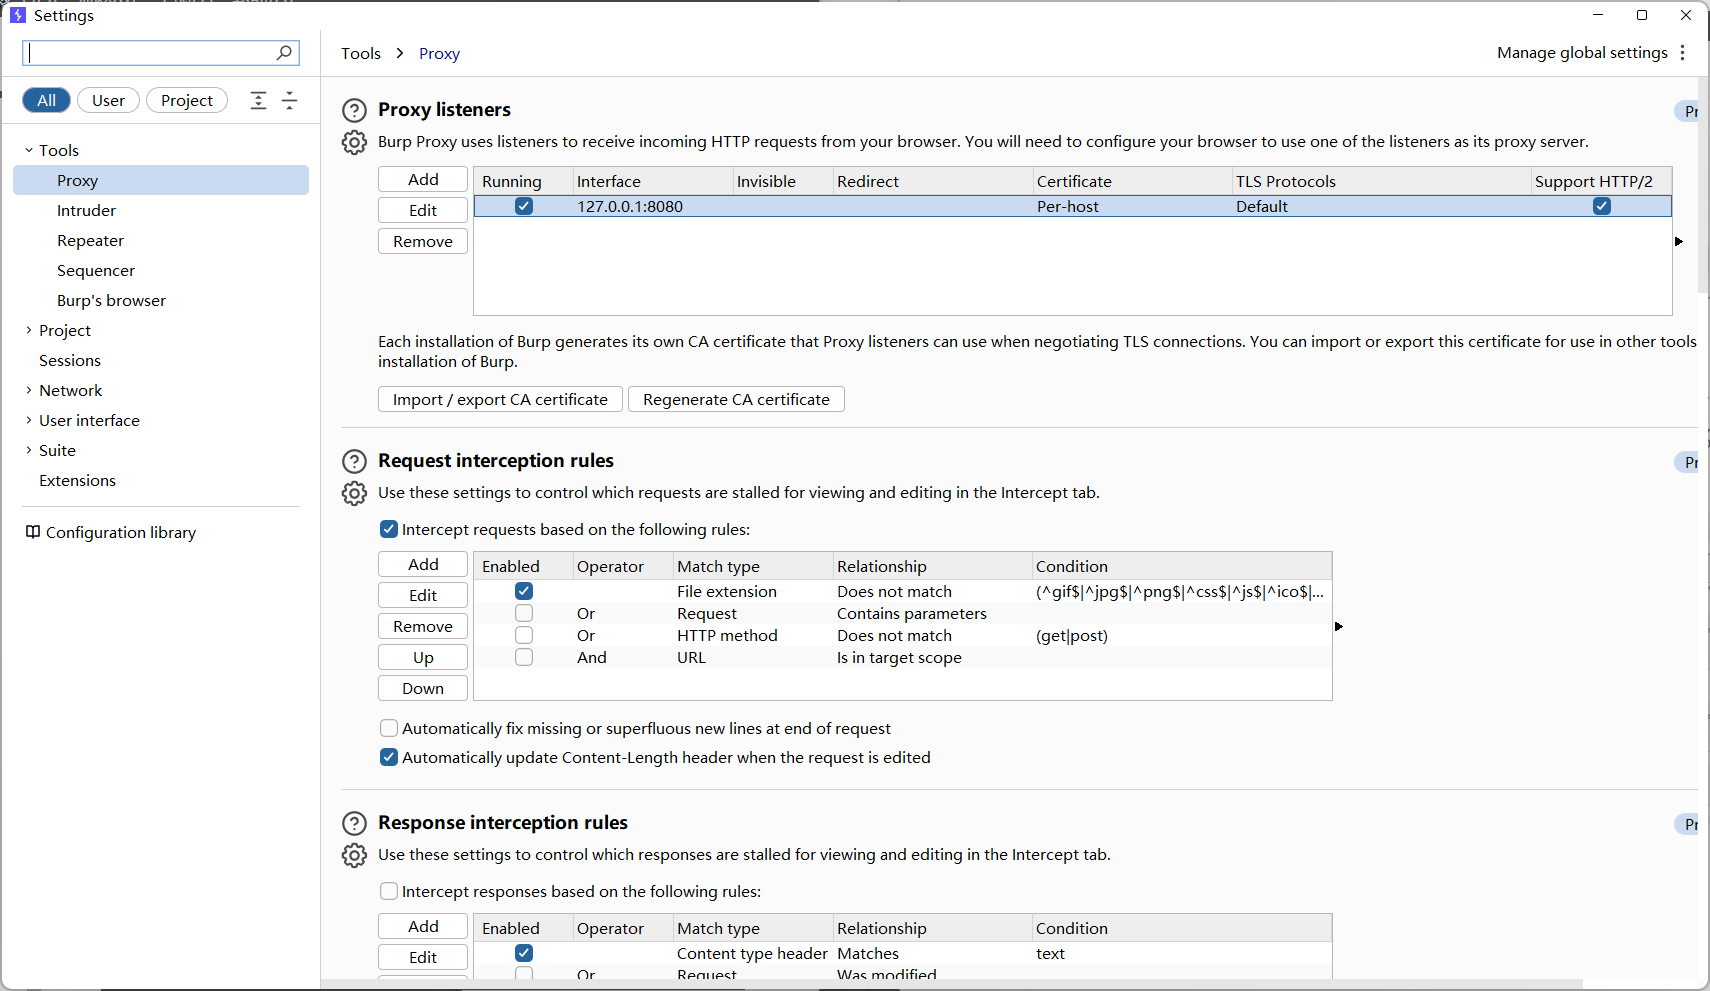 Settings
Tools > Proxy
Manage global settings
All User Project
Tools
Proxy
Intruder
Repeater
Sequencer
Burp's browser
Project
Sessions
Network
User interface
Suite
Extensions
Configuration library
Proxy listeners
Pr
Burp Proxy uses listeners to receive incoming HTTP requests from your browser. You will need to configure your browser to use one of the listeners as its proxy server.
Add
Edit
Remove
Running Interface Invisible Redirect Certificate TLS Protocols Support HTTP/2
127.0.0.1:8080 Per-host Default
Each installation of Burp generates its own CA certificate that Proxy listeners can use when negotiating TLS connections. You can import or export this certificate for use in other tools
installation of Burp.
Import / export CA certificate Regenerate CA certificate
Request interception rules
Pr
Use these settings to control which requests are stalled for viewing and editing in the Intercept tab.
Intercept requests based on the following rules:
Add
Edit
Remove
Up
Down
Enabled Operator Match type Relationship Condition
File extension Does not match (^gif$|^jpg$|^png$|^css$|^js$|^ico$|...
Or Request Contains parameters
Or HTTP method Does not match (get|post)
And URL Is in target scope
Automatically fix missing or superfluous new lines at end of request
Automatically update Content-Length header when the request is edited
Response interception rules
Pr
Use these settings to control which responses are stalled for viewing and editing in the Intercept tab.
Intercept responses based on the following rules:
Add
Edit
Enabled Operator Match type Relationship Condition
Content type header Matches text
Or Request Was modified